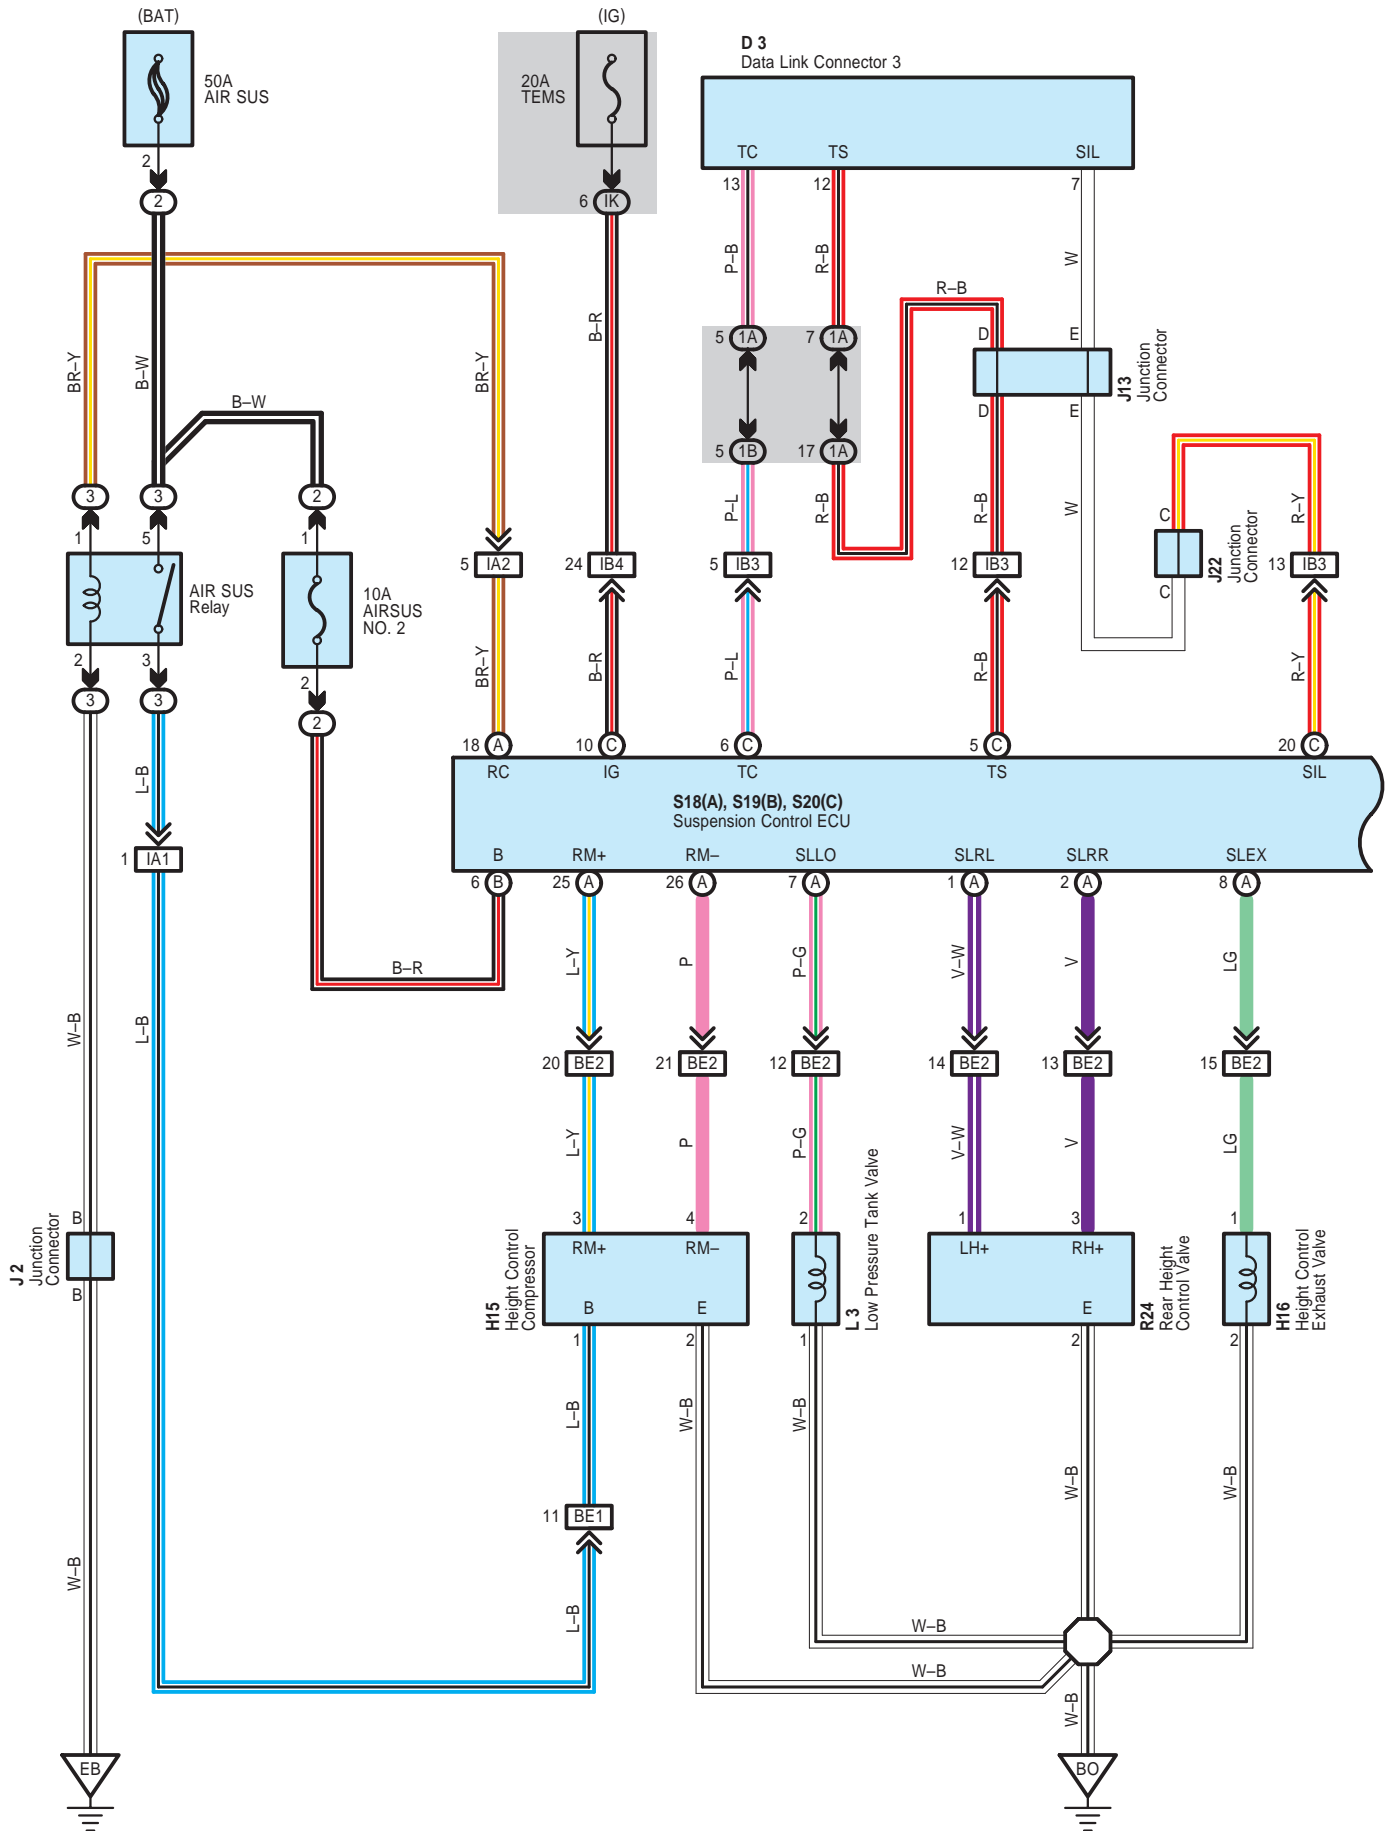 (BAT)
(IG)
50A
AIR SUS
20A
TEMS
D 3
Data Link Connector 3
TC
TS
SIL
2
2
6
IK
13
12
7
P–B
R–B
W
BR–Y
B–W
B–W
BR–Y
B–R
R–B
5
1A
7
1A
D
E
J13
Junction
Connector
D
E
5
1B
17
1A
P–L
R–B
R–B
W
C
R–Y
3
3
2
1
5
1
AIR SUS
Relay
10A
AIRSUS
NO. 2
5
IA2
24
IB4
5
IB3
12
IB3
C
J22
Junction
Connector
13
IB3
2
3
2
3
3
2
BR–Y
B–R
P–L
R–B
R–Y
18
A
10
C
6
C
5
C
20
C
RC
IG
TC
TS
SIL
S18(A), S19(B), S20(C)
Suspension Control ECU
B
RM+
RM–
SLLO
SLRL
SLRR
SLEX
6
B
25
A
26
A
7
A
1
A
2
A
8
A
L–B
1
IA1
B–R
L–Y
P
P–G
V–W
V
LG
W–B
L–B
20
BE2
21
BE2
12
BE2
14
BE2
13
BE2
15
BE2
L–Y
P
P–G
V–W
V
LG
B
B
J 2
Junction
Connector
3
4
2
1
3
1
RM+
RM–
B
E
H15
Height Control
Compressor
L 3
Low Pressure Tank Valve
LH+
RH+
E
R24
Rear Height
Control Valve
H16
Height Control
Exhaust Valve
1
2
1
2
2
L–B
W–B
W–B
W–B
W–B
11
BE1
W–B
L–B
W–B
W–B
W–B
EB
BO